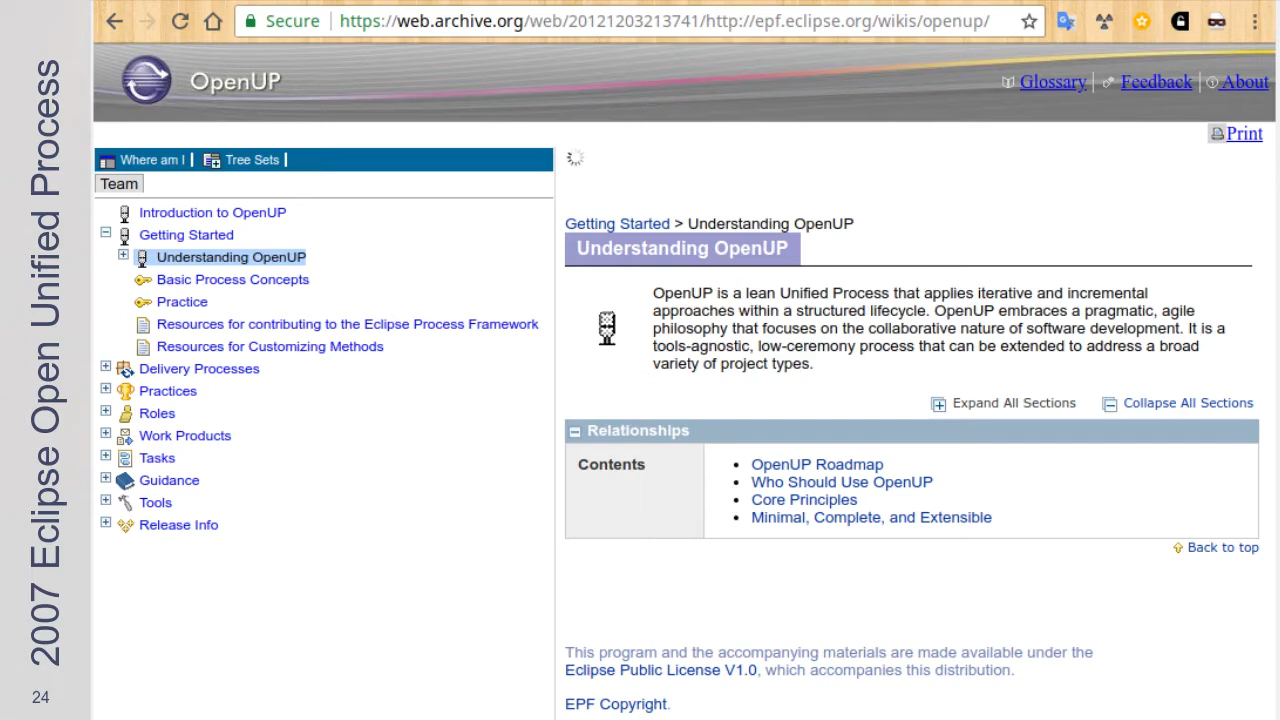 2007 Eclipse Open Unified Process
24
Secure https://web.archive.org/web/20121203213741/http://epf.eclipse.org/wikis/openup/
OpenUP
Glossary Feedback About
Print
Where am I Tree Sets
Team
Introduction to OpenUP
Getting Started
Understanding OpenUP
Basic Process Concepts
Practice
Resources for contributing to the Eclipse Process Framework
Resources for Customizing Methods
Delivery Processes
Practices
Roles
Work Products
Tasks
Guidance
Tools
Release Info
Getting Started > Understanding OpenUP
Understanding OpenUP
OpenUP is a lean Unified Process that applies iterative and incremental
approaches within a structured lifecycle. OpenUP embraces a pragmatic, agile
philosophy that focuses on the collaborative nature of software development. It is a
tools-agnostic, low-ceremony process that can be extended to address a broad
variety of project types.
Expand All Sections Collapse All Sections
Relationships
Contents
• OpenUP Roadmap
• Who Should Use OpenUP
• Core Principles
• Minimal, Complete, and Extensible
Back to top
This program and the accompanying materials are made available under the
Eclipse Public License V1.0, which accompanies this distribution.
EPF Copyright.